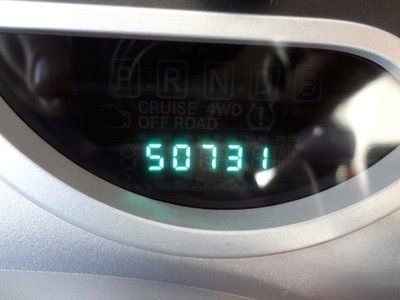 P R N D
CRUISE 4WD
OFF ROAD
50731